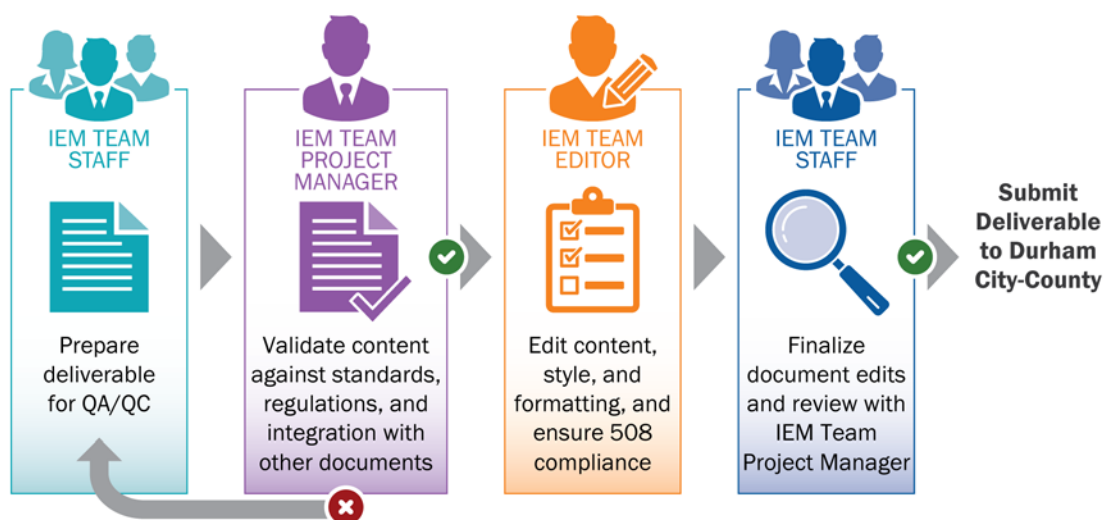 IEM TEAM
STAFF
Prepare
deliverable
for QA/QC
IEM TEAM
PROJECT
MANAGER
Validate content
against standards,
regulations, and
integration with
other documents
IEM TEAM
EDITOR
Edit content,
style, and
formatting, and
ensure 508
compliance
IEM TEAM
STAFF
Finalize
document edits
and review with
IEM Team
Project Manager
Submit
Deliverable
to Durham
City-County